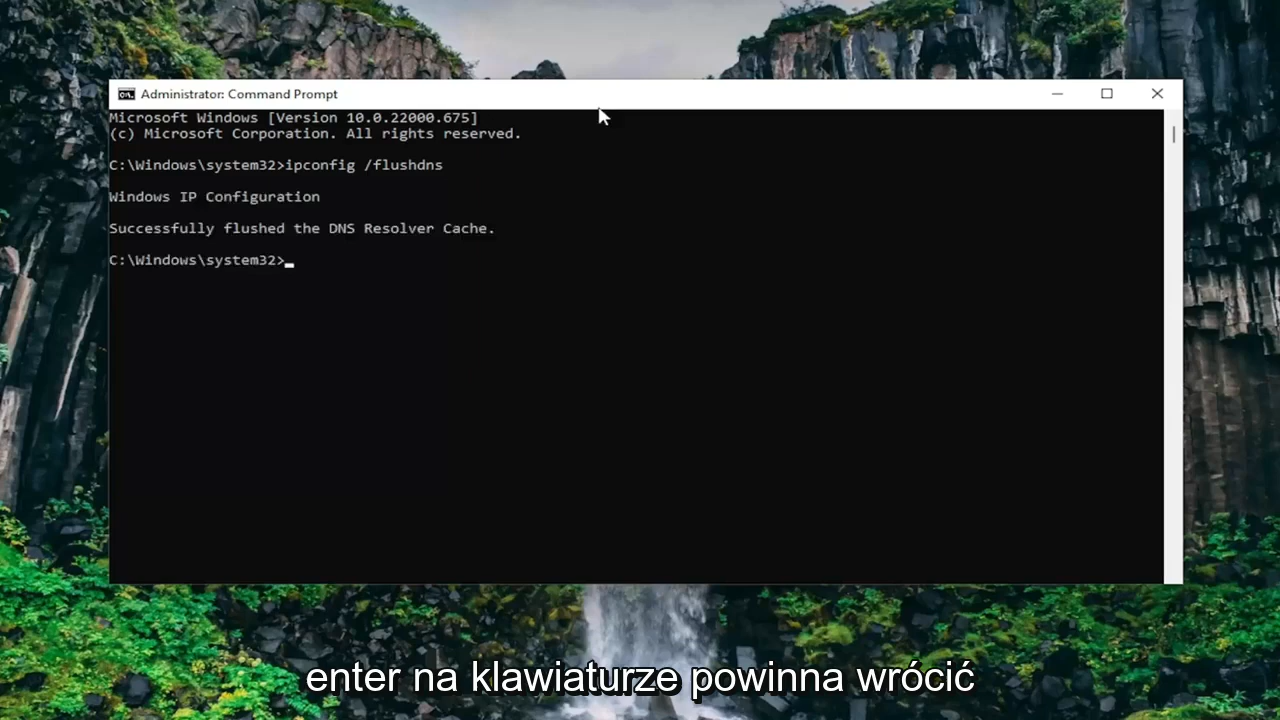 Administrator: Command Prompt
Microsoft Windows [Version 10.0.22000.675]
(c) Microsoft Corporation. All rights reserved.
C:\Windows\system32>ipconfig /flushdns
Windows IP Configuration
Successfully flushed the DNS Resolver Cache.
C:\Windows\system32>
enter na klawiaturze powinna wrócić